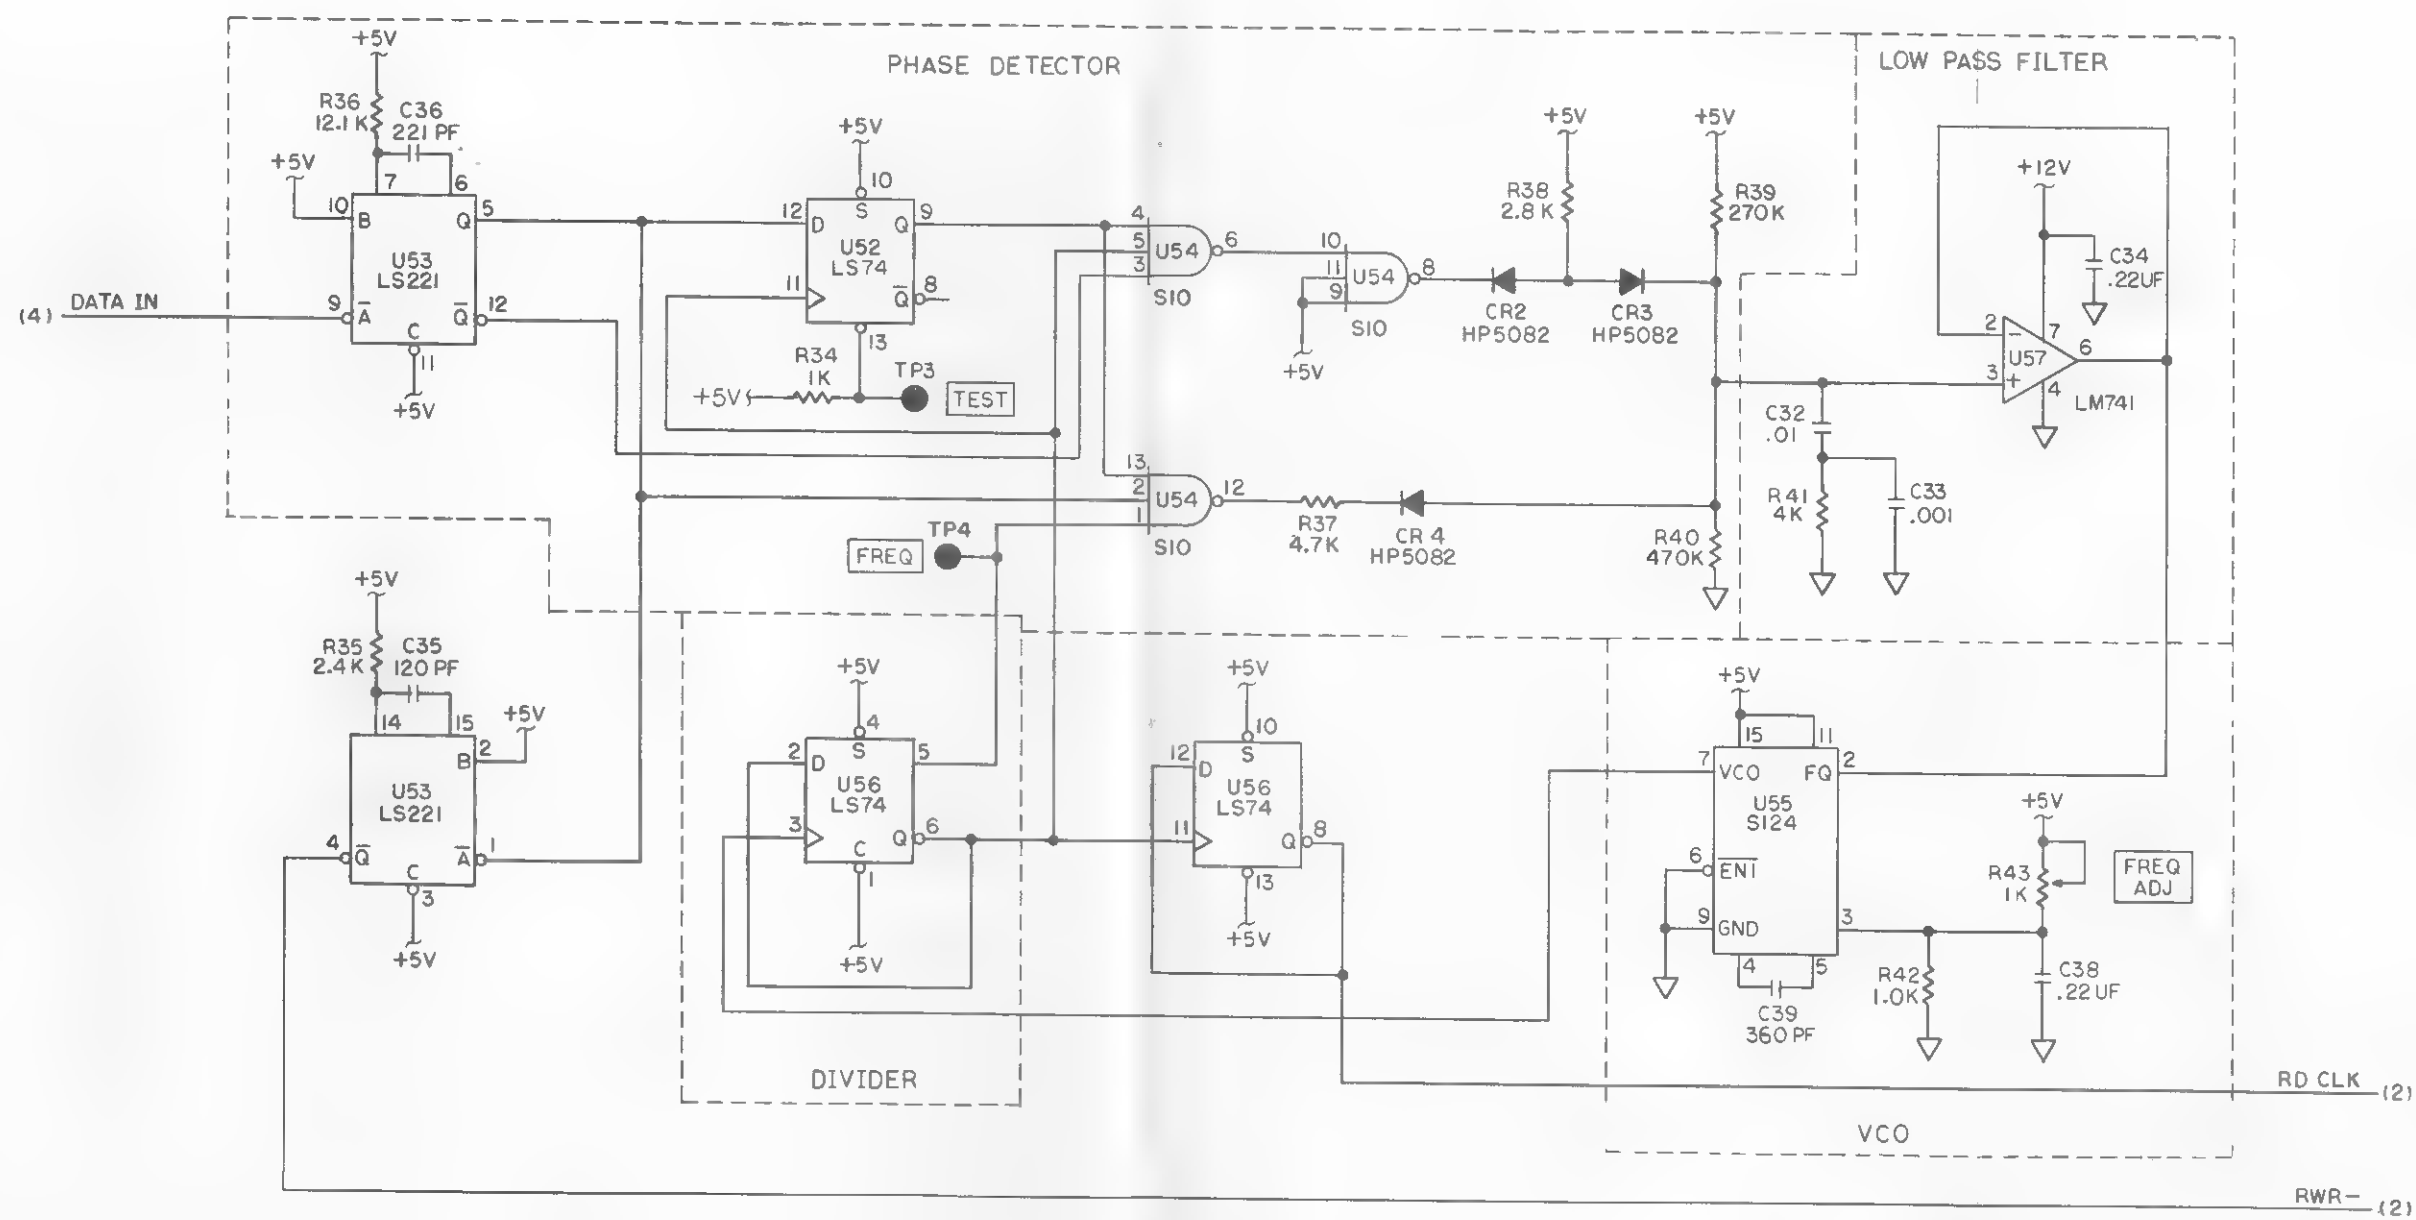 PHASE DETECTOR
LOW PASS FILTER
+5V
R36
12.1K
C36
221 PF
+5V
7
6
10
B
Q
5
U53
LS221
(4)
DATA IN
9
A
Q
12
C
11
+5V
+5V
10
12
D
S
Q
9
U52
LS74
11
Q
8
13
R34
1K
+5V
TP3
TEST
4
5
3
U54
6
S10
10
11
9
U54
8
S10
+5V
+5V
R38
2.8K
CR2
HP5082
CR3
HP5082
+5V
R39
270K
+12V
C34
.22UF
2
-
7
U57
6
3
+
4
LM741
C32
.01
R41
4K
C33
.001
13
2
1
U54
12
S10
R37
4.7K
CR4
HP5082
R40
470K
TP4
FREQ
+5V
R35
2.4K
C35
120 PF
14
15
+5V
2
B
U53
LS221
4
Q
A
1
C
3
+5V
+5V
4
2
D
S
5
U56
LS74
3
Q
6
C
1
+5V
DIVIDER
+5V
10
12
D
S
U56
LS74
11
Q
8
13
+5V
+5V
15
11
7
VCO
FQ
2
U55
S124
6
EN1
9
GND
3
4
5
C39
360 PF
+5V
R43
1K
FREQ
ADJ
R42
1.0K
C38
.22UF
RD CLK
(2)
VCO
RWR-
(2)